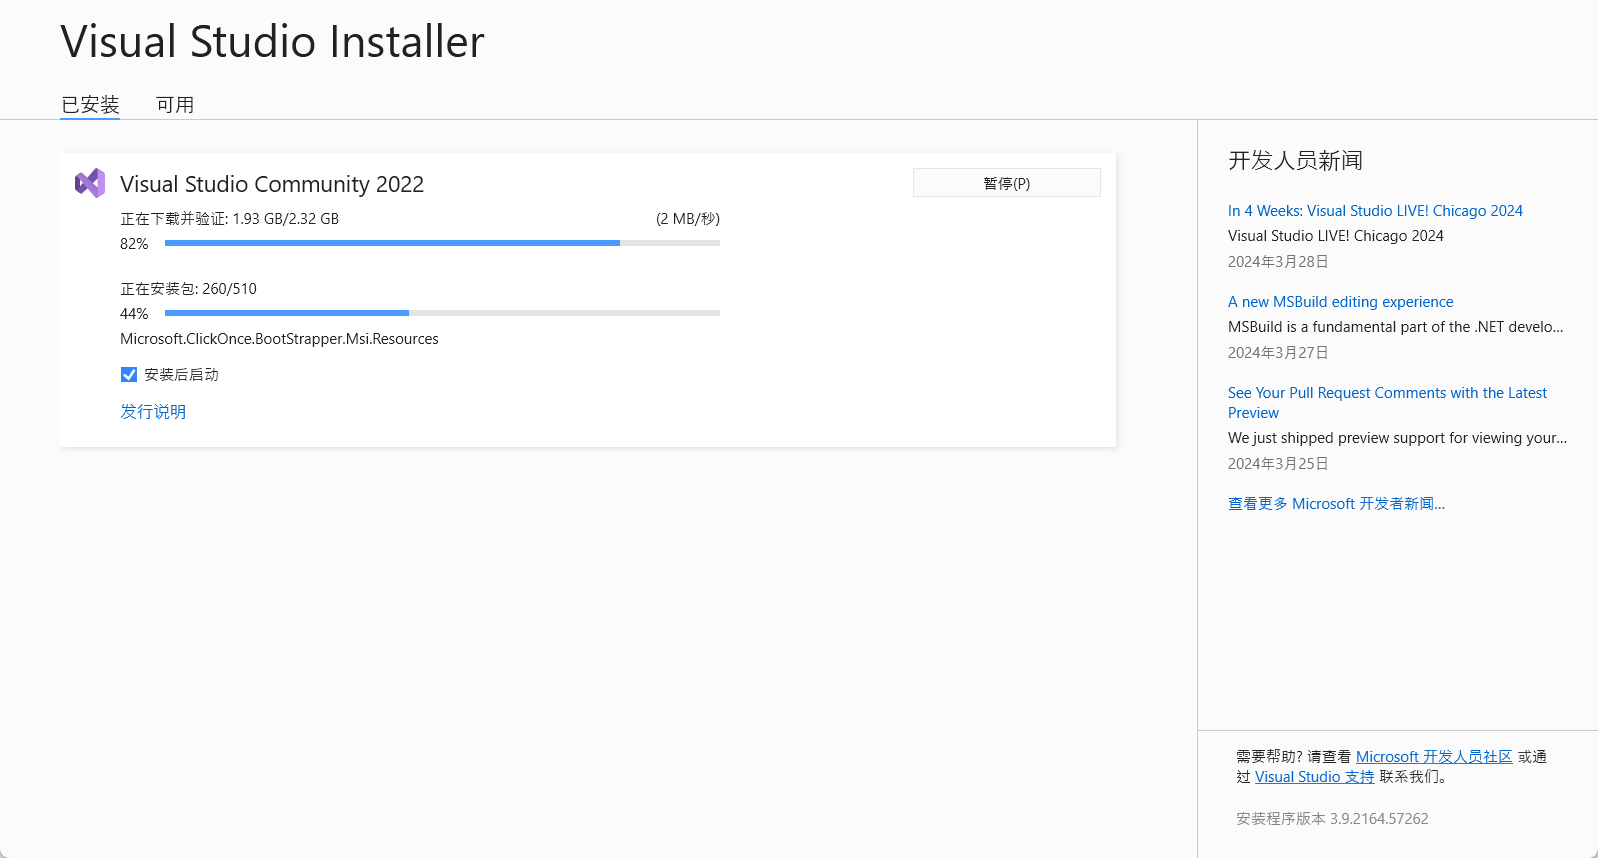 Visual Studio Installer
已安装
可用
Visual Studio Community 2022
暂停(P)
正在下载并验证: 1.93 GB/2.32 GB
(2 MB/秒)
82%
正在安装包: 260/510
44%
Microsoft.ClickOnce.BootStrapper.Msi.Resources
安装后启动
发行说明
开发人员新闻
In 4 Weeks: Visual Studio LIVE! Chicago 2024
Visual Studio LIVE! Chicago 2024
2024年3月28日
A new MSBuild editing experience
MSBuild is a fundamental part of the .NET develo...
2024年3月27日
See Your Pull Request Comments with the Latest
Preview
We just shipped preview support for viewing your...
2024年3月25日
查看更多 Microsoft 开发者新闻...
需要帮助? 请查看 Microsoft 开发人员社区 或通
过 Visual Studio 支持 联系我们。
安装程序版本 3.9.2164.57262